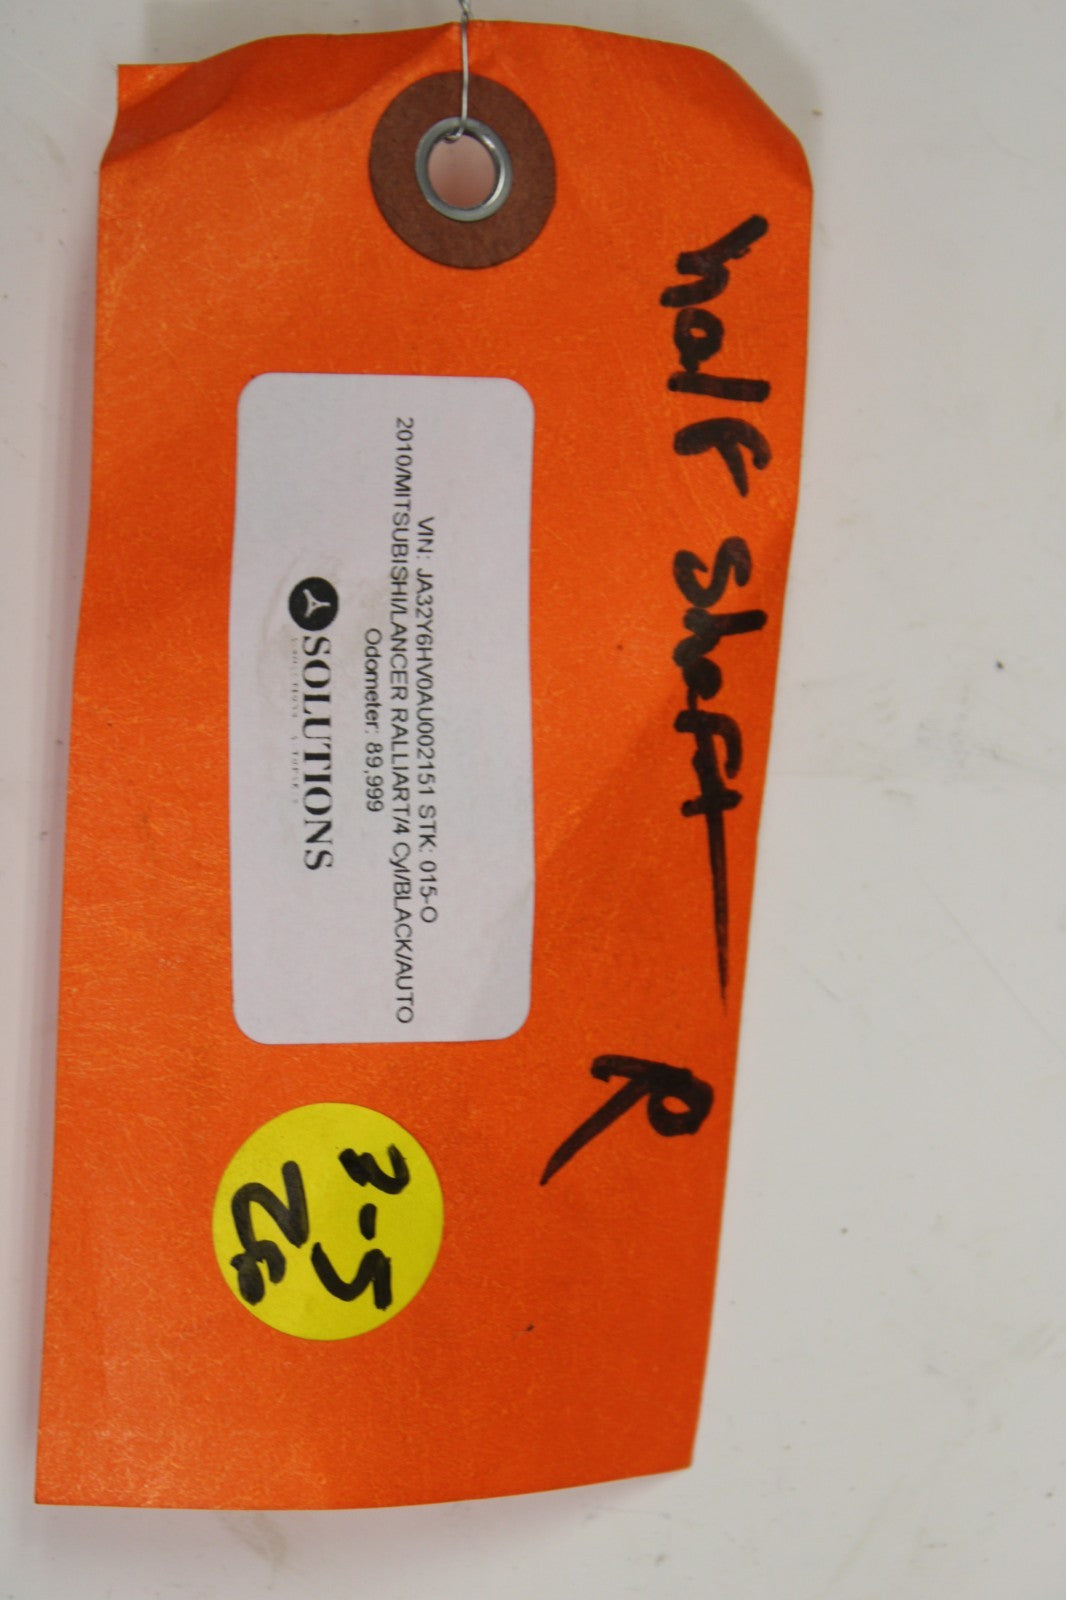 half shaft
R
VIN: JA32Y6HV0AU002151 STK: 015-O
2010/MITSUBISHI/LANCER RALLIART/4 Cyl/BLACK/AUTO
Odometer: 89,999
SOLUTIONS
3-5